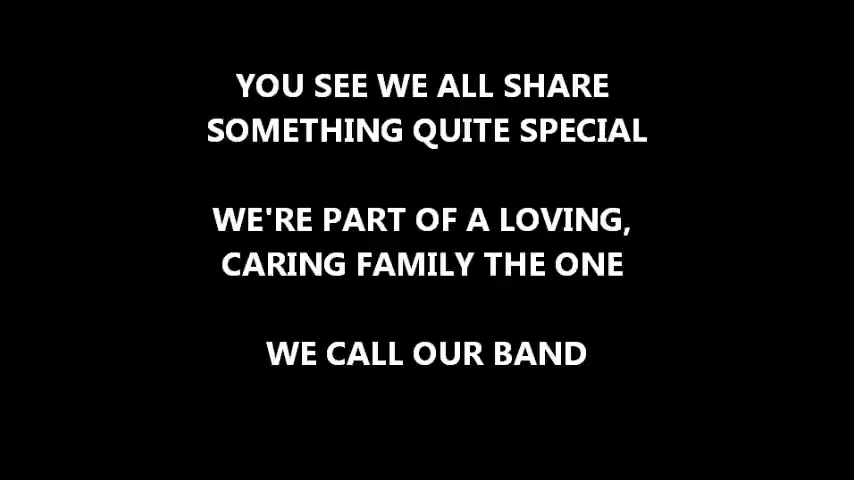 YOU SEE WE ALL SHARE
SOMETHING QUITE SPECIAL
WE'RE PART OF A LOVING,
CARING FAMILY THE ONE
WE CALL OUR BAND